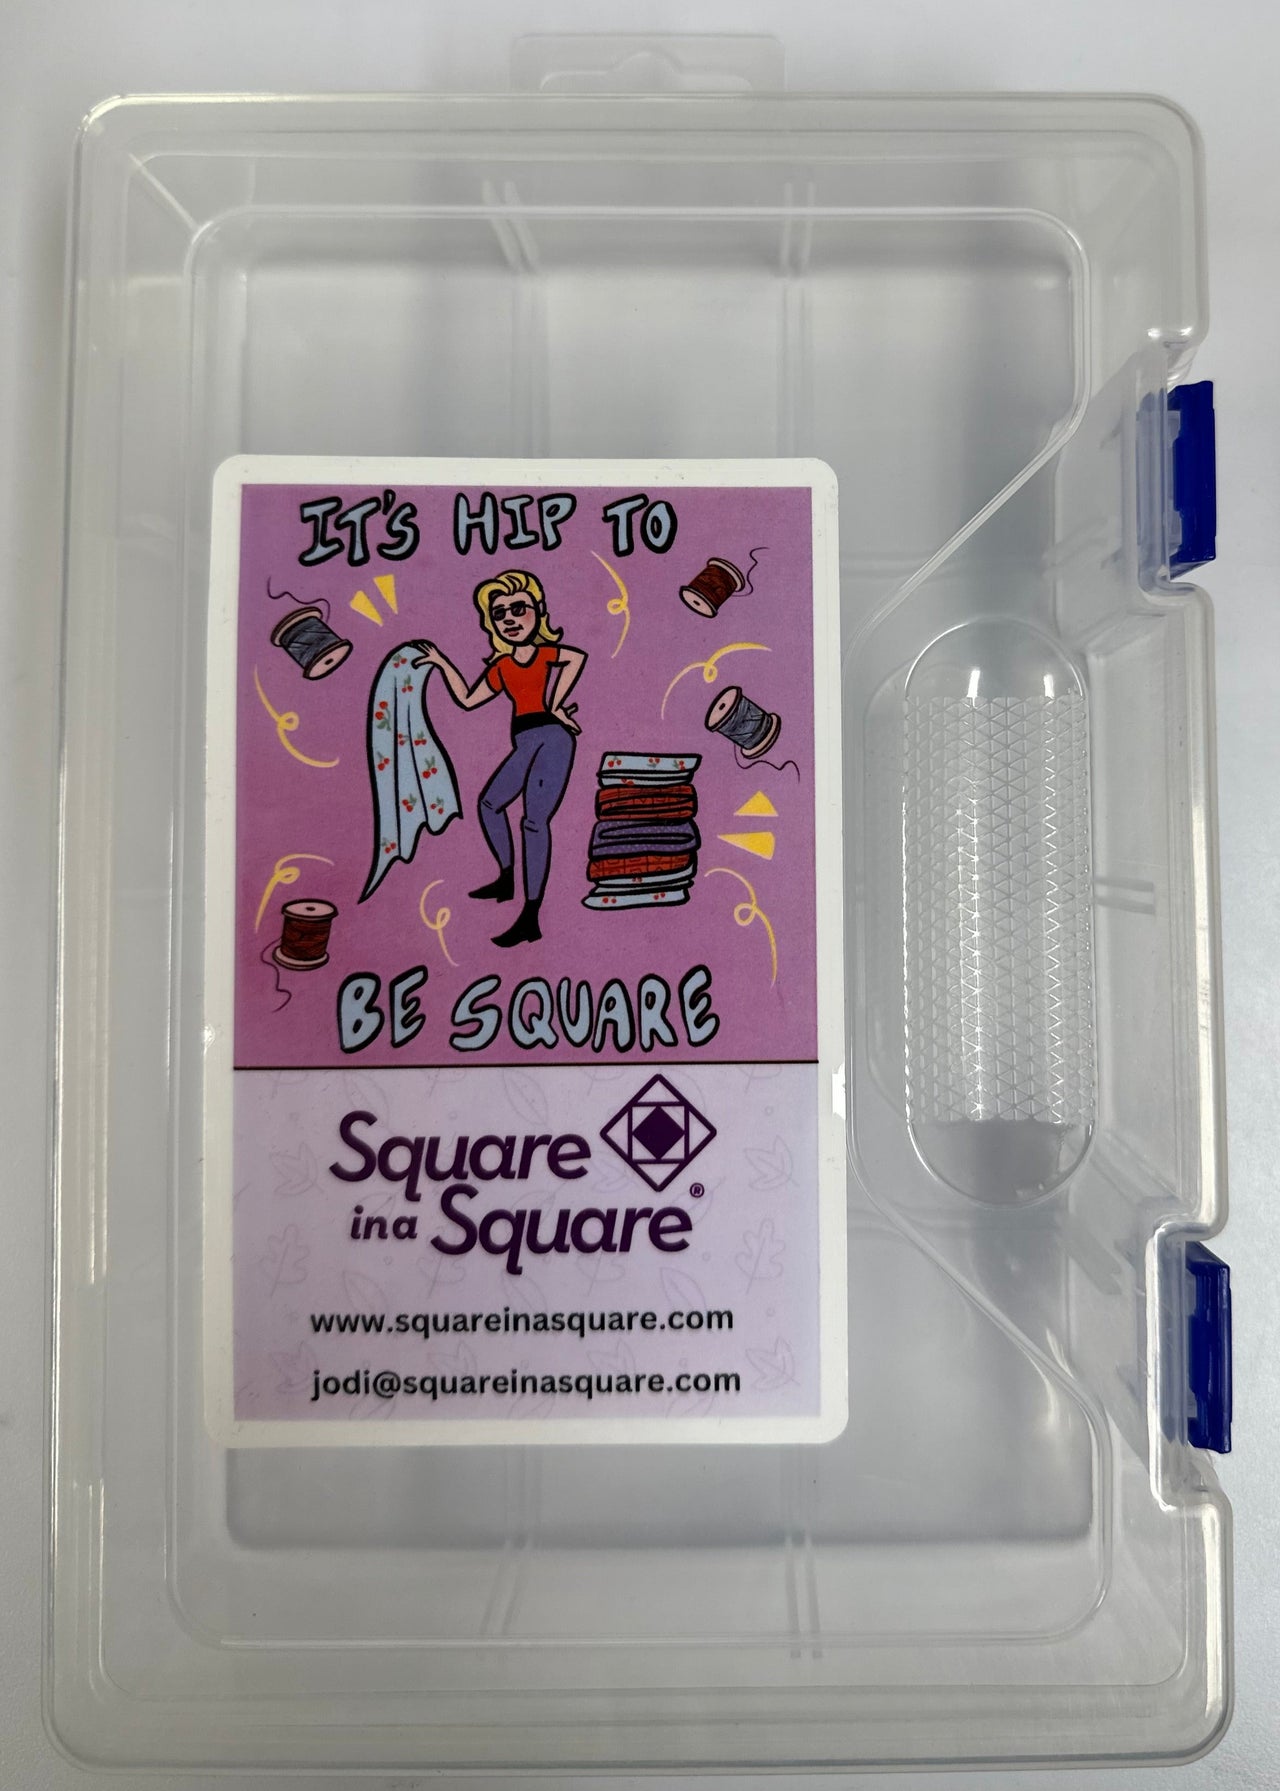 IT'S HIP TO
BE SQUARE
Square
in a Square®
www.squareinasquare.com
jodi@squareinasquare.com